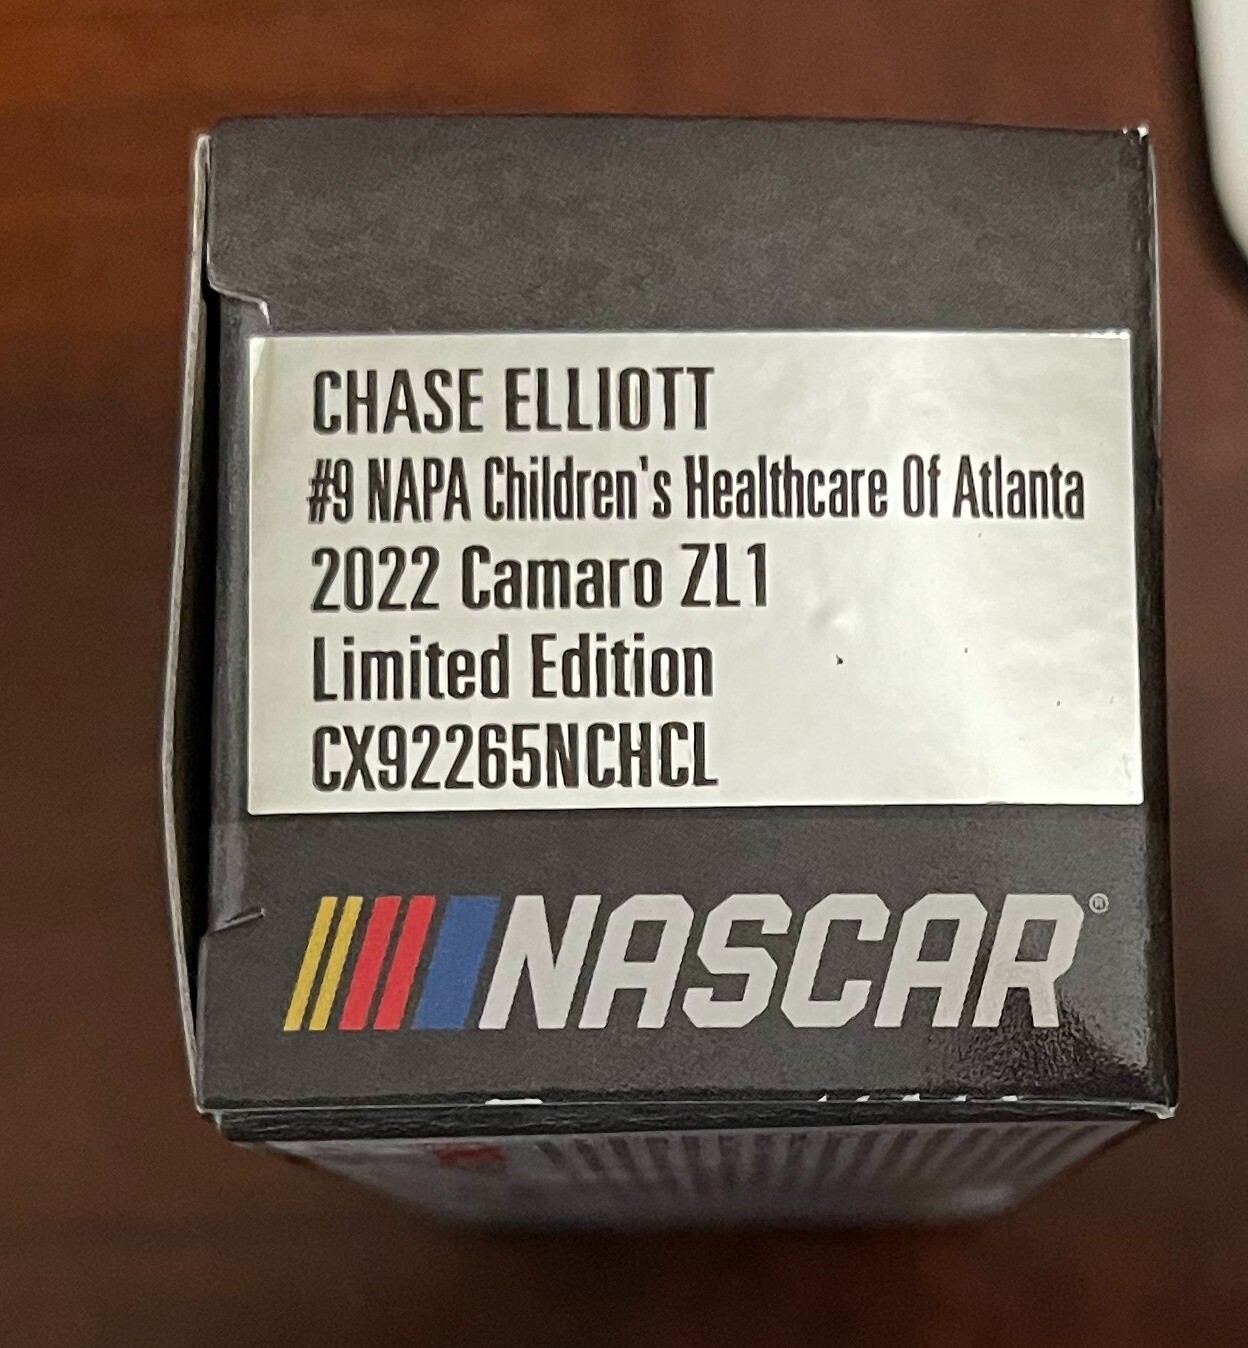 CHASE ELLIOTT
#9 NAPA Children's Healthcare Of Atlanta
2022 Camaro ZL1
Limited Edition
CX92265NCHCL
NASCAR®